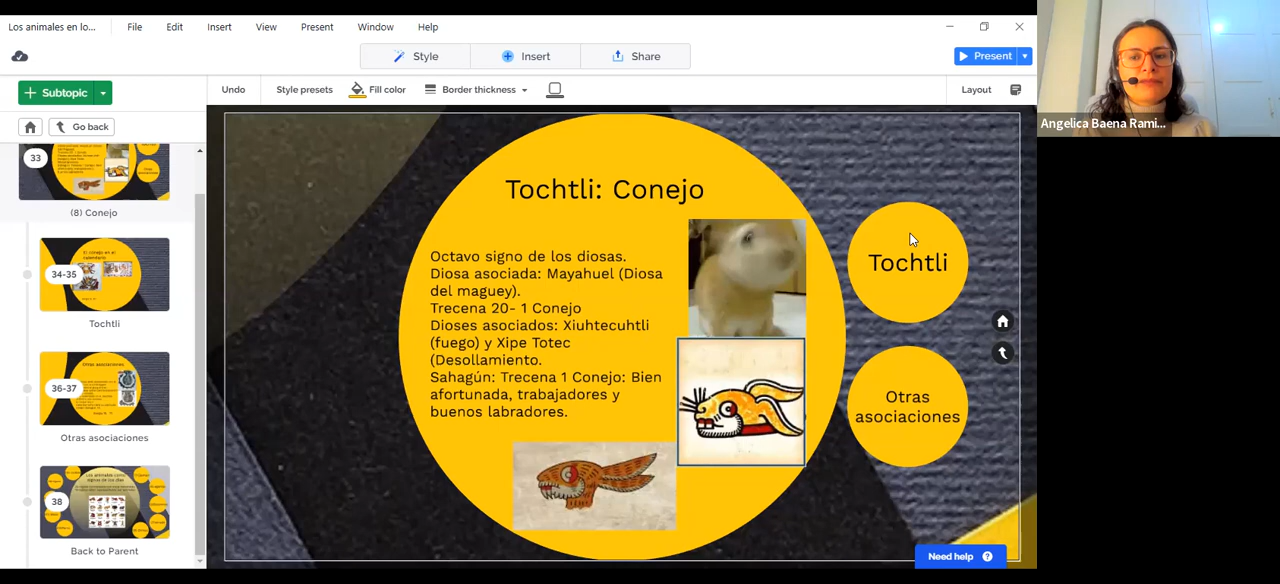 Los animales en lo...
File
Edit
Insert
View
Present
Window
Help
Style
Insert
Share
Present
Subtopic
Undo
Style presets
Fill color
Border thickness
Layout
Go back
33
(8) Conejo
34-35
Tochtli
36-37
Otras asociaciones
Otras asociaciones
38
Back to Parent
Tochtli: Conejo
Octavo signo de los diosas.
Diosa asociada: Mayahuel (Diosa
del maguey).
Trecena 20- 1 Conejo
Dioses asociados: Xiuhtecuhtli
(fuego) y Xipe Totec
(Desollamiento.
Sahagún: Trecena 1 Conejo: Bien
afortunada, trabajadores y
buenos labradores.
Tochtli
Otras
asociaciones
Need help ?
Angelica Baena Rami...